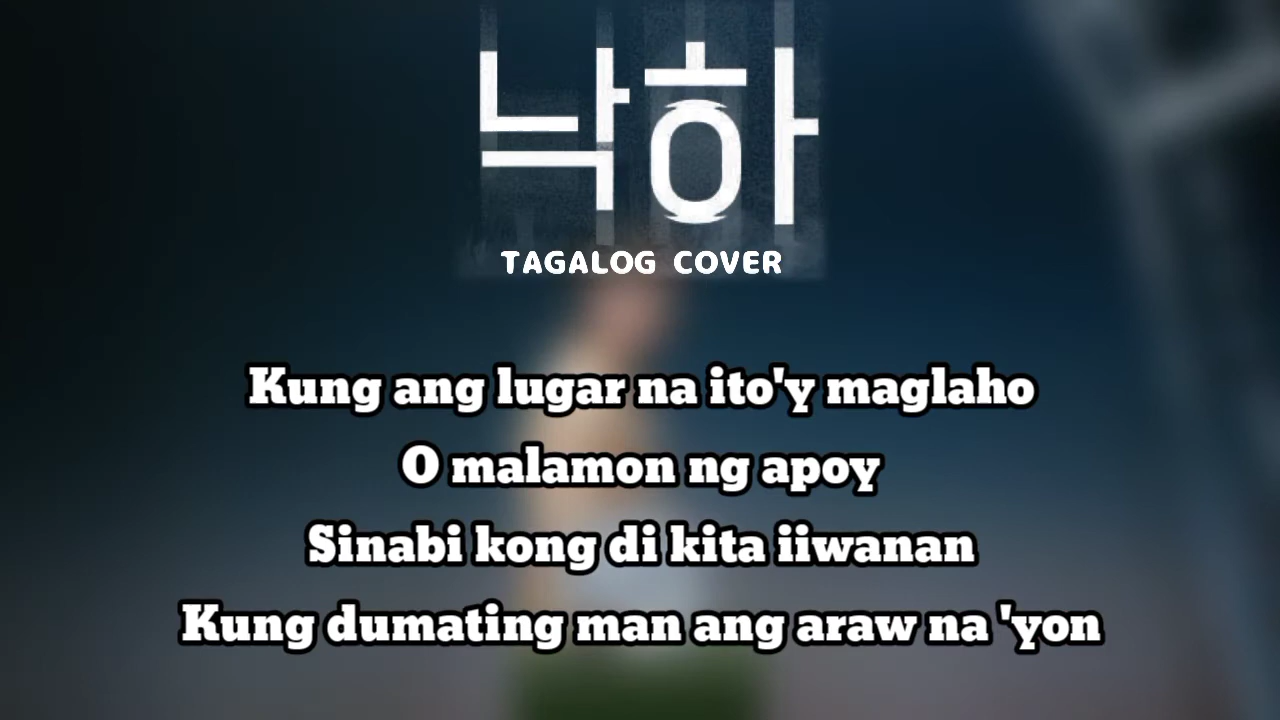 낙하
TAGALOG COVER
Kung ang lugar na ito'y maglaho
O malamon ng apoy
Sinabi kong di kita iiwanan
Kung dumating man ang araw na 'yon